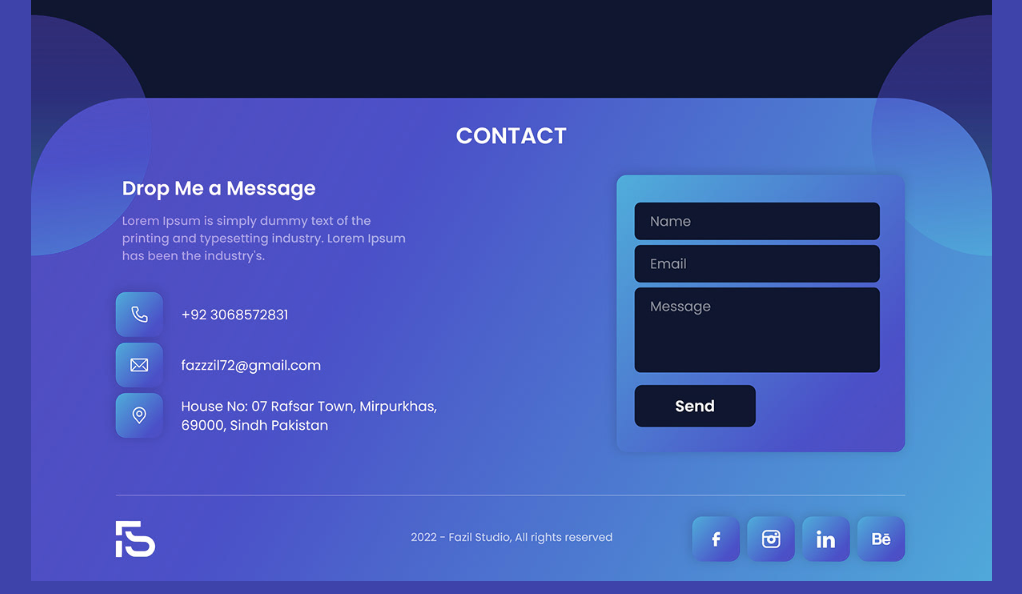 CONTACT
Drop Me a Message
Lorem Ipsum is simply dummy text of the
printing and typesetting industry. Lorem Ipsum
has been the industry's.
+92 3068572831
fazzzil72@gmail.com
House No: 07 Rafsar Town, Mirpurkhas,
69000, Sindh Pakistan
Name
Email
Message
Send
FS
2022 - Fazil Studio, All rights reserved
f
in
Bē